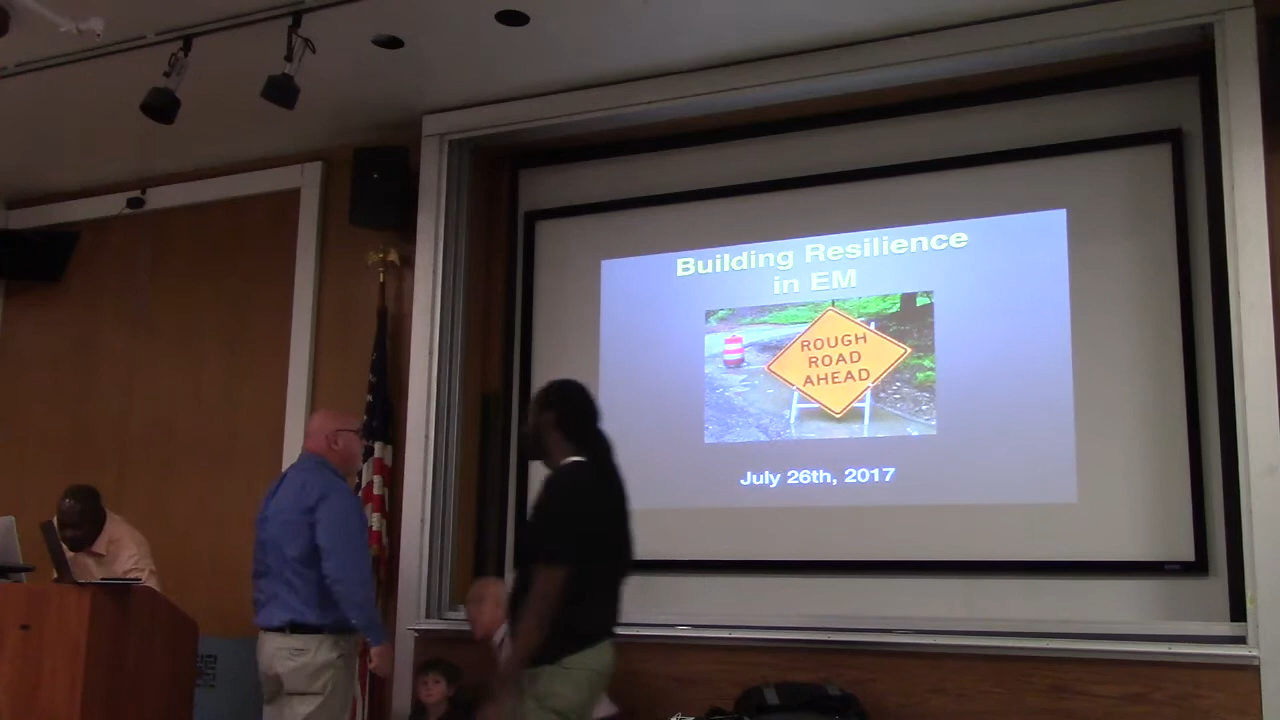 Building Resilience
in EM
ROUGH
ROAD
AHEAD
July 26th, 2017